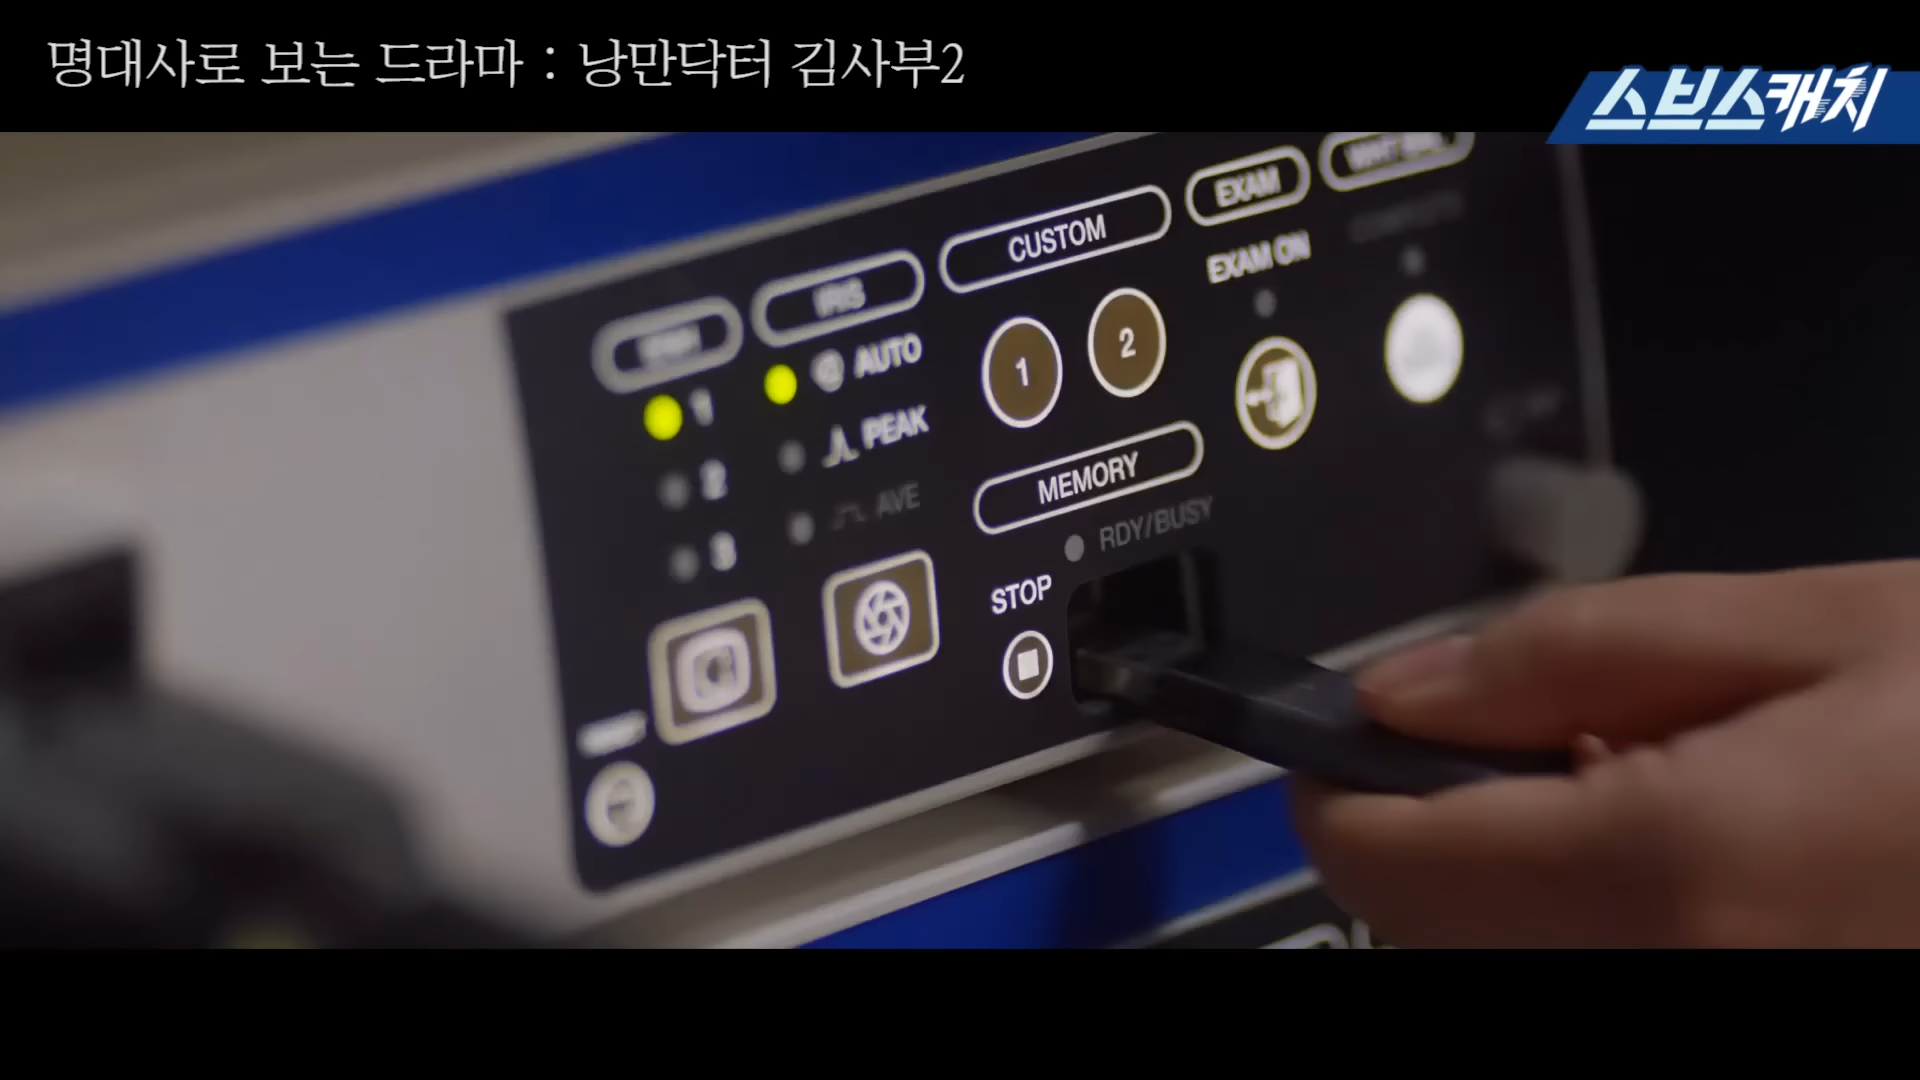 명대사로 보는 드라마 : 낭만닥터 김사부2
스브스캐치
EXAM
CUSTOM
EXAM ON
IRIS
AUTO
1
2
1
PEAK
2
MEMORY
AVE
RDY/BUSY
3
STOP